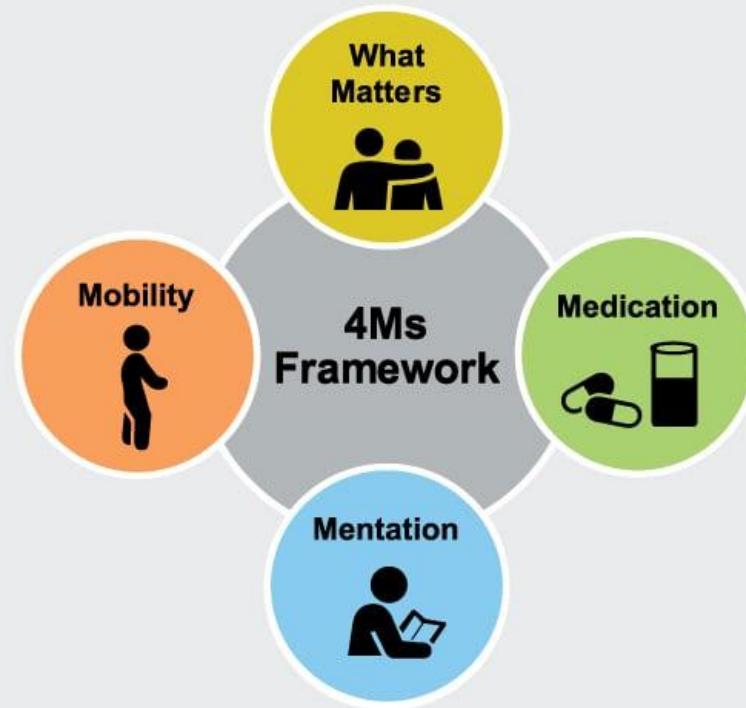 What
Matters
Mobility
4Ms
Framework
Medication
Mentation